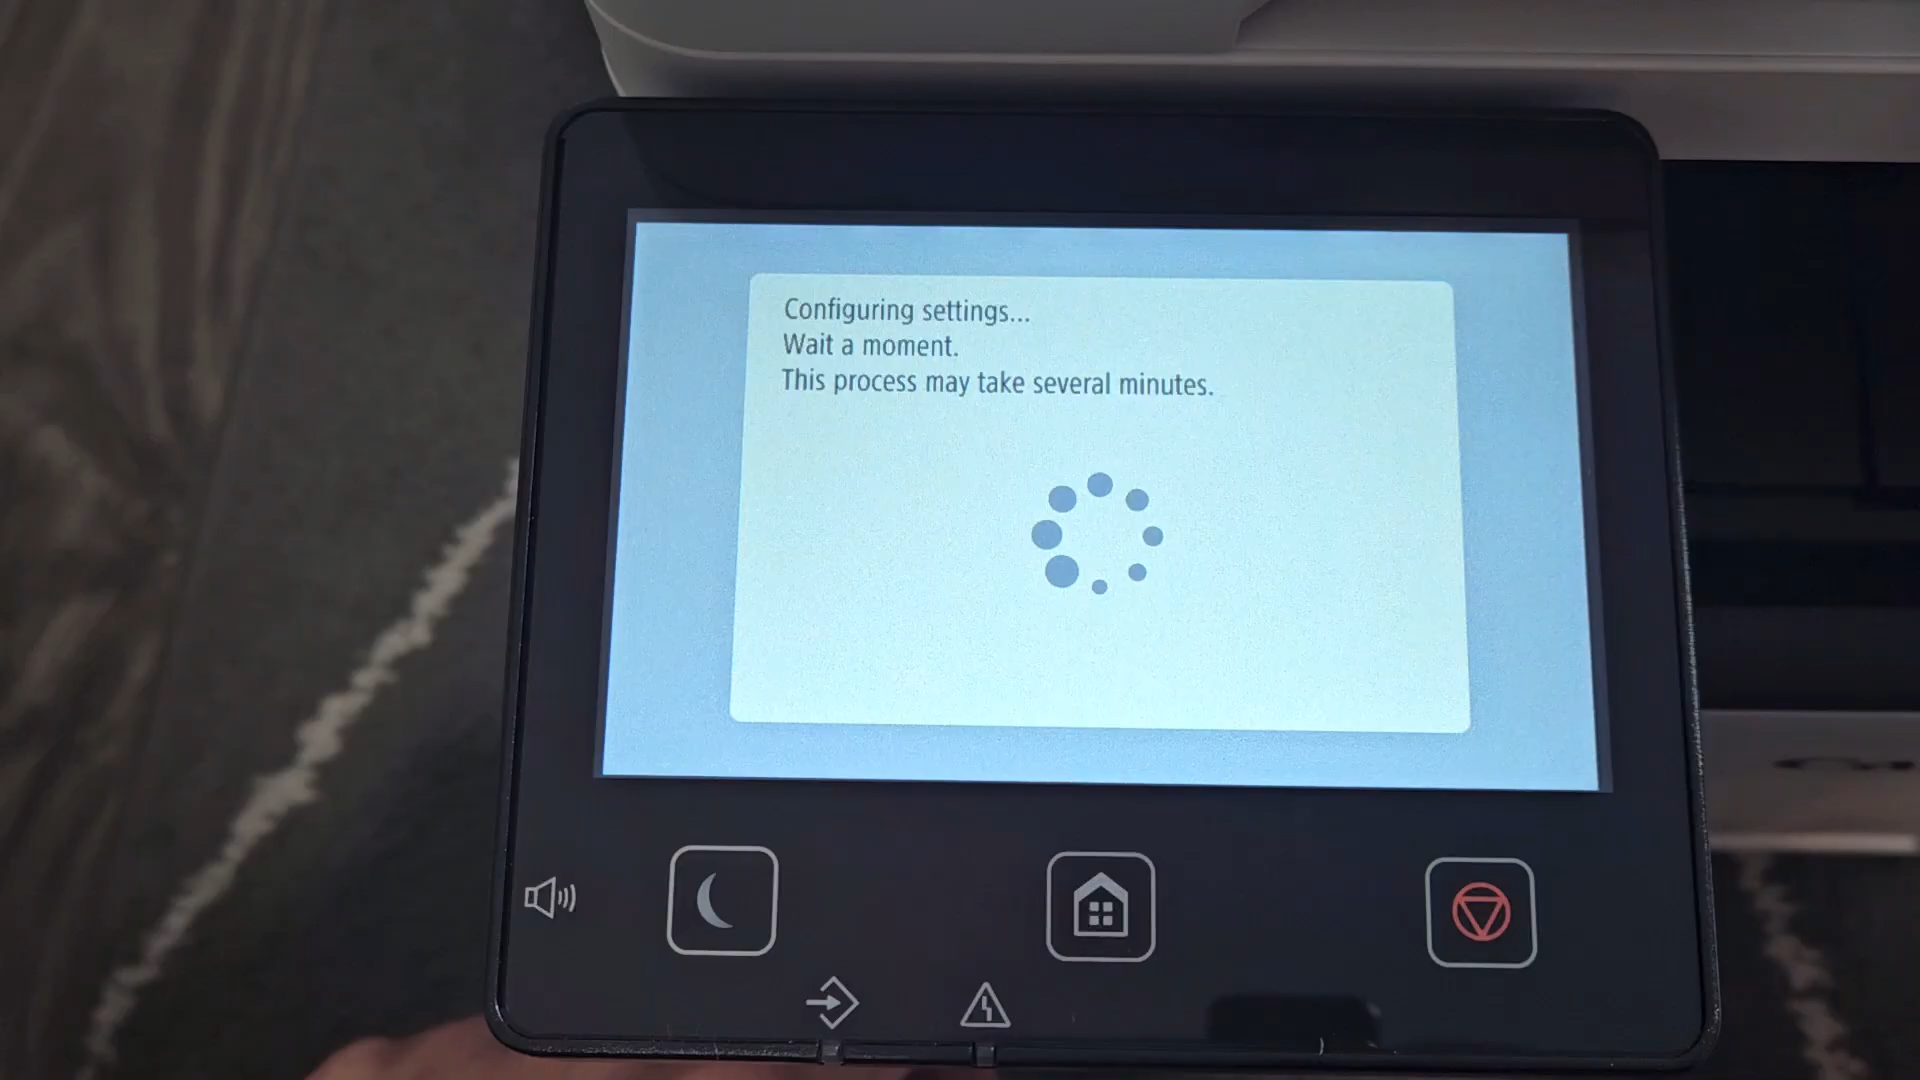 Configuring settings...
Wait a moment.
This process may take several minutes.